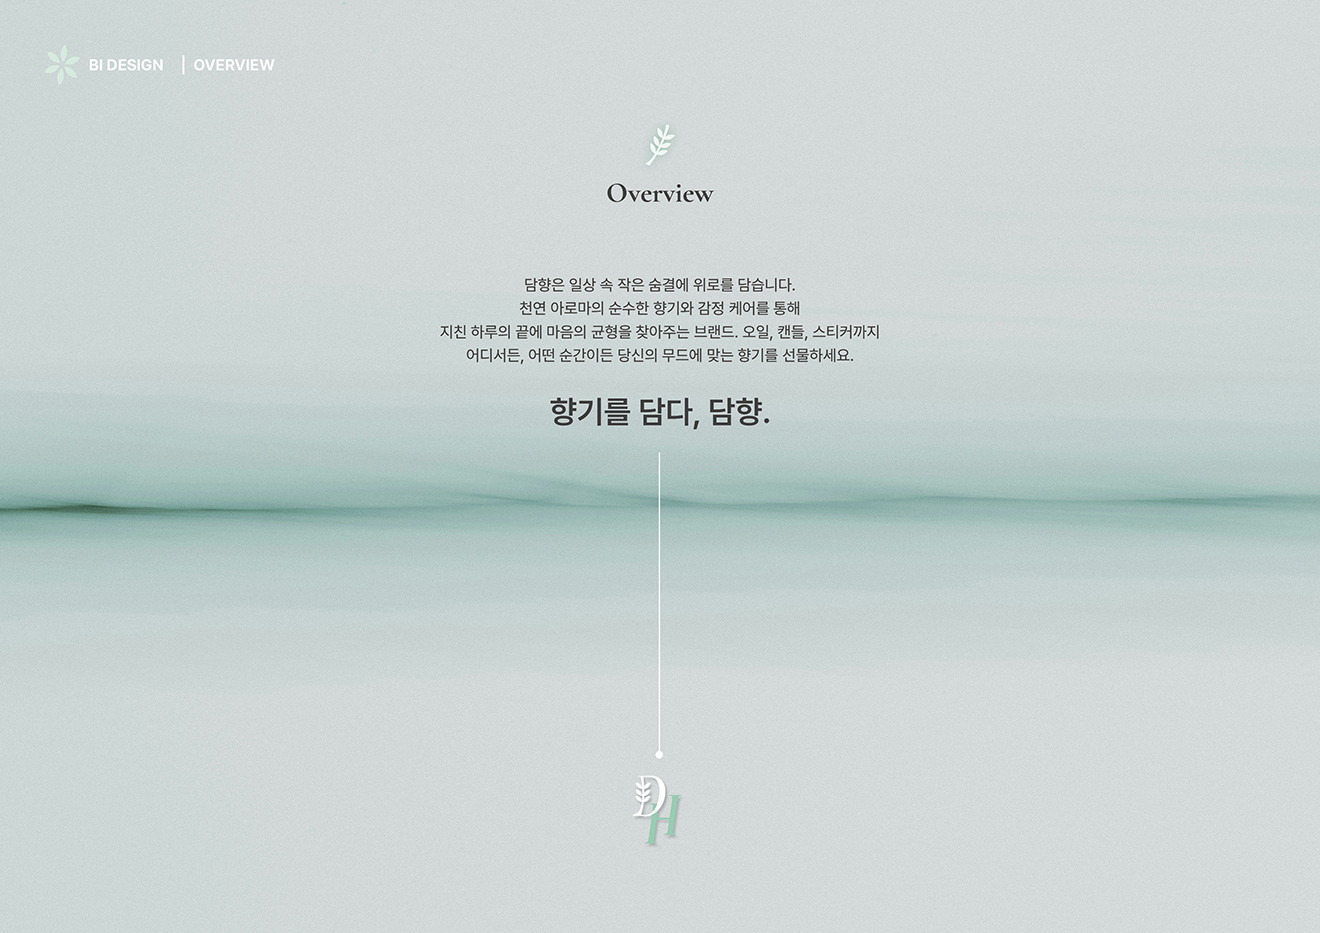 BI DESIGN | OVERVIEW
Overview
담향은 일상 속 작은 숨결에 위로를 담습니다.
천연 아로마의 순수한 향기와 감정 케어를 통해
지친 하루의 끝에 마음의 균형을 찾아주는 브랜드. 오일, 캔들, 스티커까지
어디서든, 어떤 순간이든 당신의 무드에 맞는 향기를 선물하세요.
향기를 담다, 담향.
DH